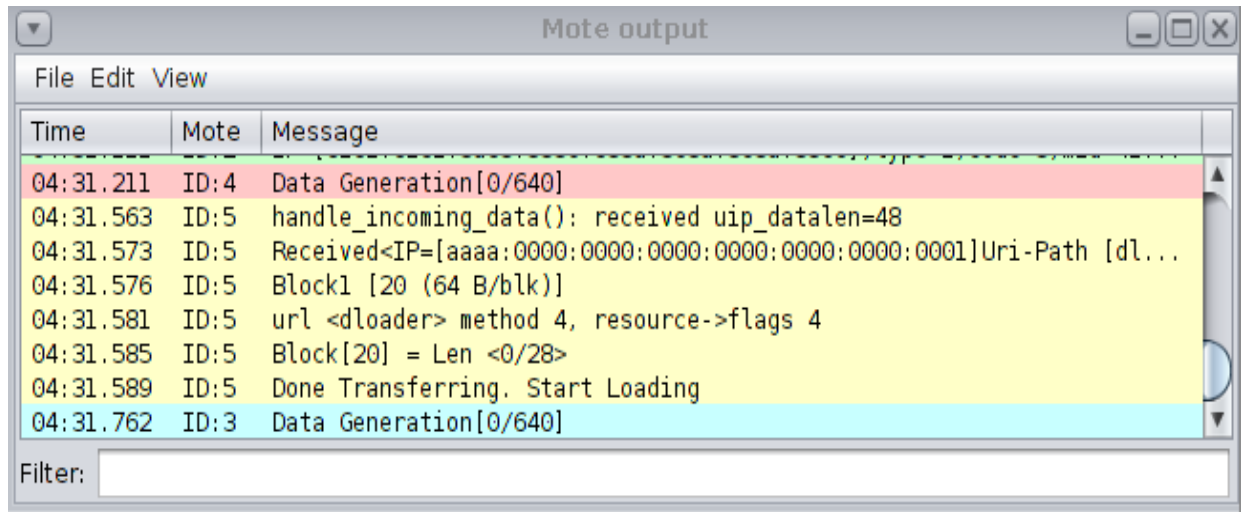 Mote output
File Edit View
Time Mote Message
04:31.211 ID:4 Data Generation[0/640]
04:31.563 ID:5 handle_incoming_data(): received uip_datalen=48
04:31.573 ID:5 Received<IP=[aaaa:0000:0000:0000:0000:0000:0000:0001]Uri-Path [dl...
04:31.576 ID:5 Block1 [20 (64 B/blk)]
04:31.581 ID:5 url <dloader> method 4, resource->flags 4
04:31.585 ID:5 Block[20] = Len <0/28>
04:31.589 ID:5 Done Transferring. Start Loading
04:31.762 ID:3 Data Generation[0/640]
Filter: